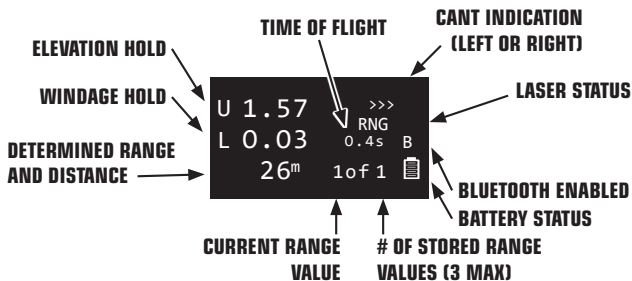 TIME OF FLIGHT
CANT INDICATION
(LEFT OR RIGHT)
ELEVATION HOLD
WINDAGE HOLD
DETERMINED RANGE
AND DISTANCE
U 1.57
>>>
RNG
L 0.03
0.4s
B
26m
1of 1
LASER STATUS
BLUETOOTH ENABLED
BATTERY STATUS
CURRENT RANGE
VALUE
# OF STORED RANGE
VALUES (3 MAX)